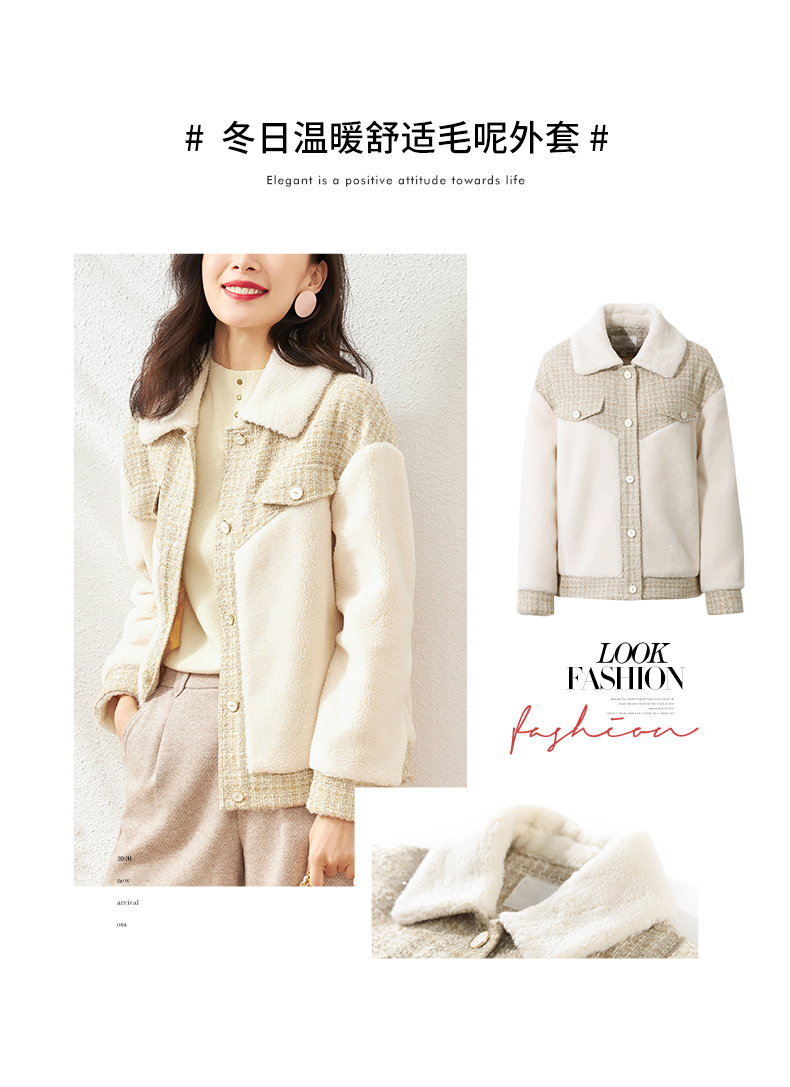 # 冬日温暖舒适毛呢外套 #
Elegant is a positive attitude towards life
LOOK
FASHION
fashion
2020
new
arrival
osa